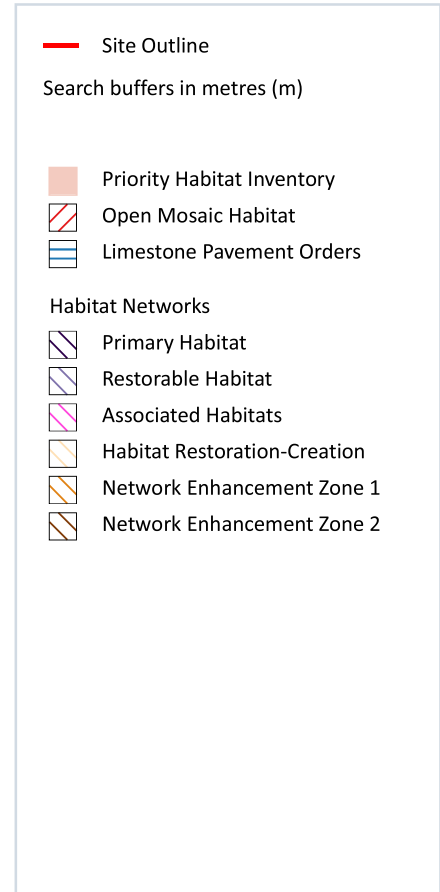 Site Outline
Search buffers in metres (m)
Priority Habitat Inventory
Open Mosaic Habitat
Limestone Pavement Orders
Habitat Networks
Primary Habitat
Restorable Habitat
Associated Habitats
Habitat Restoration-Creation
Network Enhancement Zone 1
Network Enhancement Zone 2